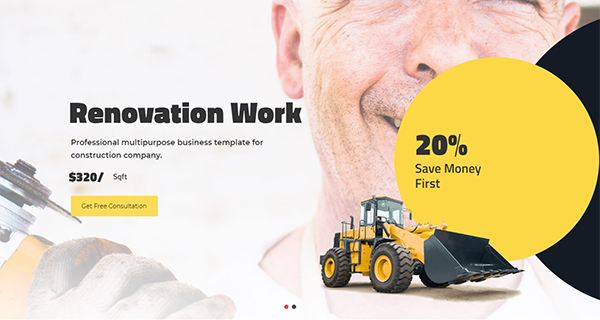 Renovation Work
Professional multipurpose business template for
construction company.
$320/ Sqft
Get Free Consultation
20%
Save Money
First